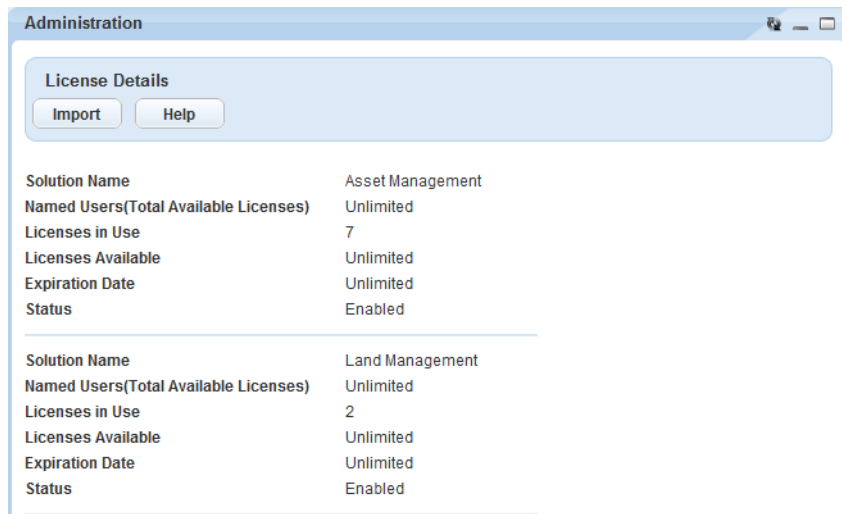 Administration
License Details
Import Help
Solution Name Asset Management
Named Users(Total Available Licenses) Unlimited
Licenses in Use 7
Licenses Available Unlimited
Expiration Date Unlimited
Status Enabled
Solution Name Land Management
Named Users(Total Available Licenses) Unlimited
Licenses in Use 2
Licenses Available Unlimited
Expiration Date Unlimited
Status Enabled